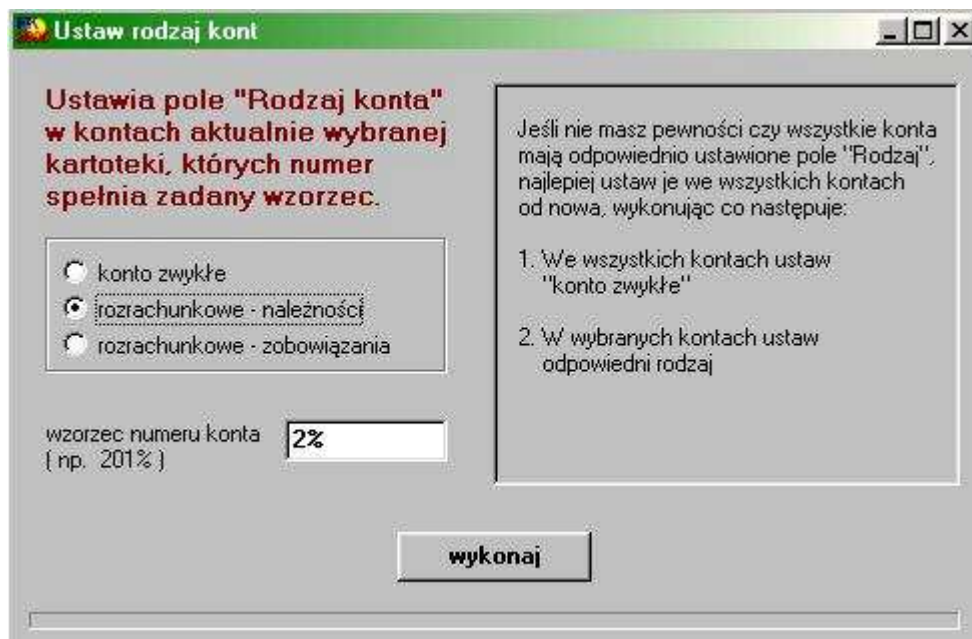 Ustaw rodzaj kont
Ustawia pole "Rodzaj konta"
w kontach aktualnie wybranej
kartoteki, których numer
spełnia zadany wzorzec.
konto zwykłe
rozrachunkowe - należności
rozrachunkowe - zobowiązania
wzorzec numeru konta
( np. 201% )
2%
Jeśli nie masz pewności czy wszystkie konta
mają odpowiednio ustawione pole "Rodzaj",
najlepiej ustaw je we wszystkich kontach
od nowa, wykonując co następuje:
1. We wszystkich kontach ustaw
"konto zwykłe"
2. W wybranych kontach ustaw
odpowiedni rodzaj
wykonaj